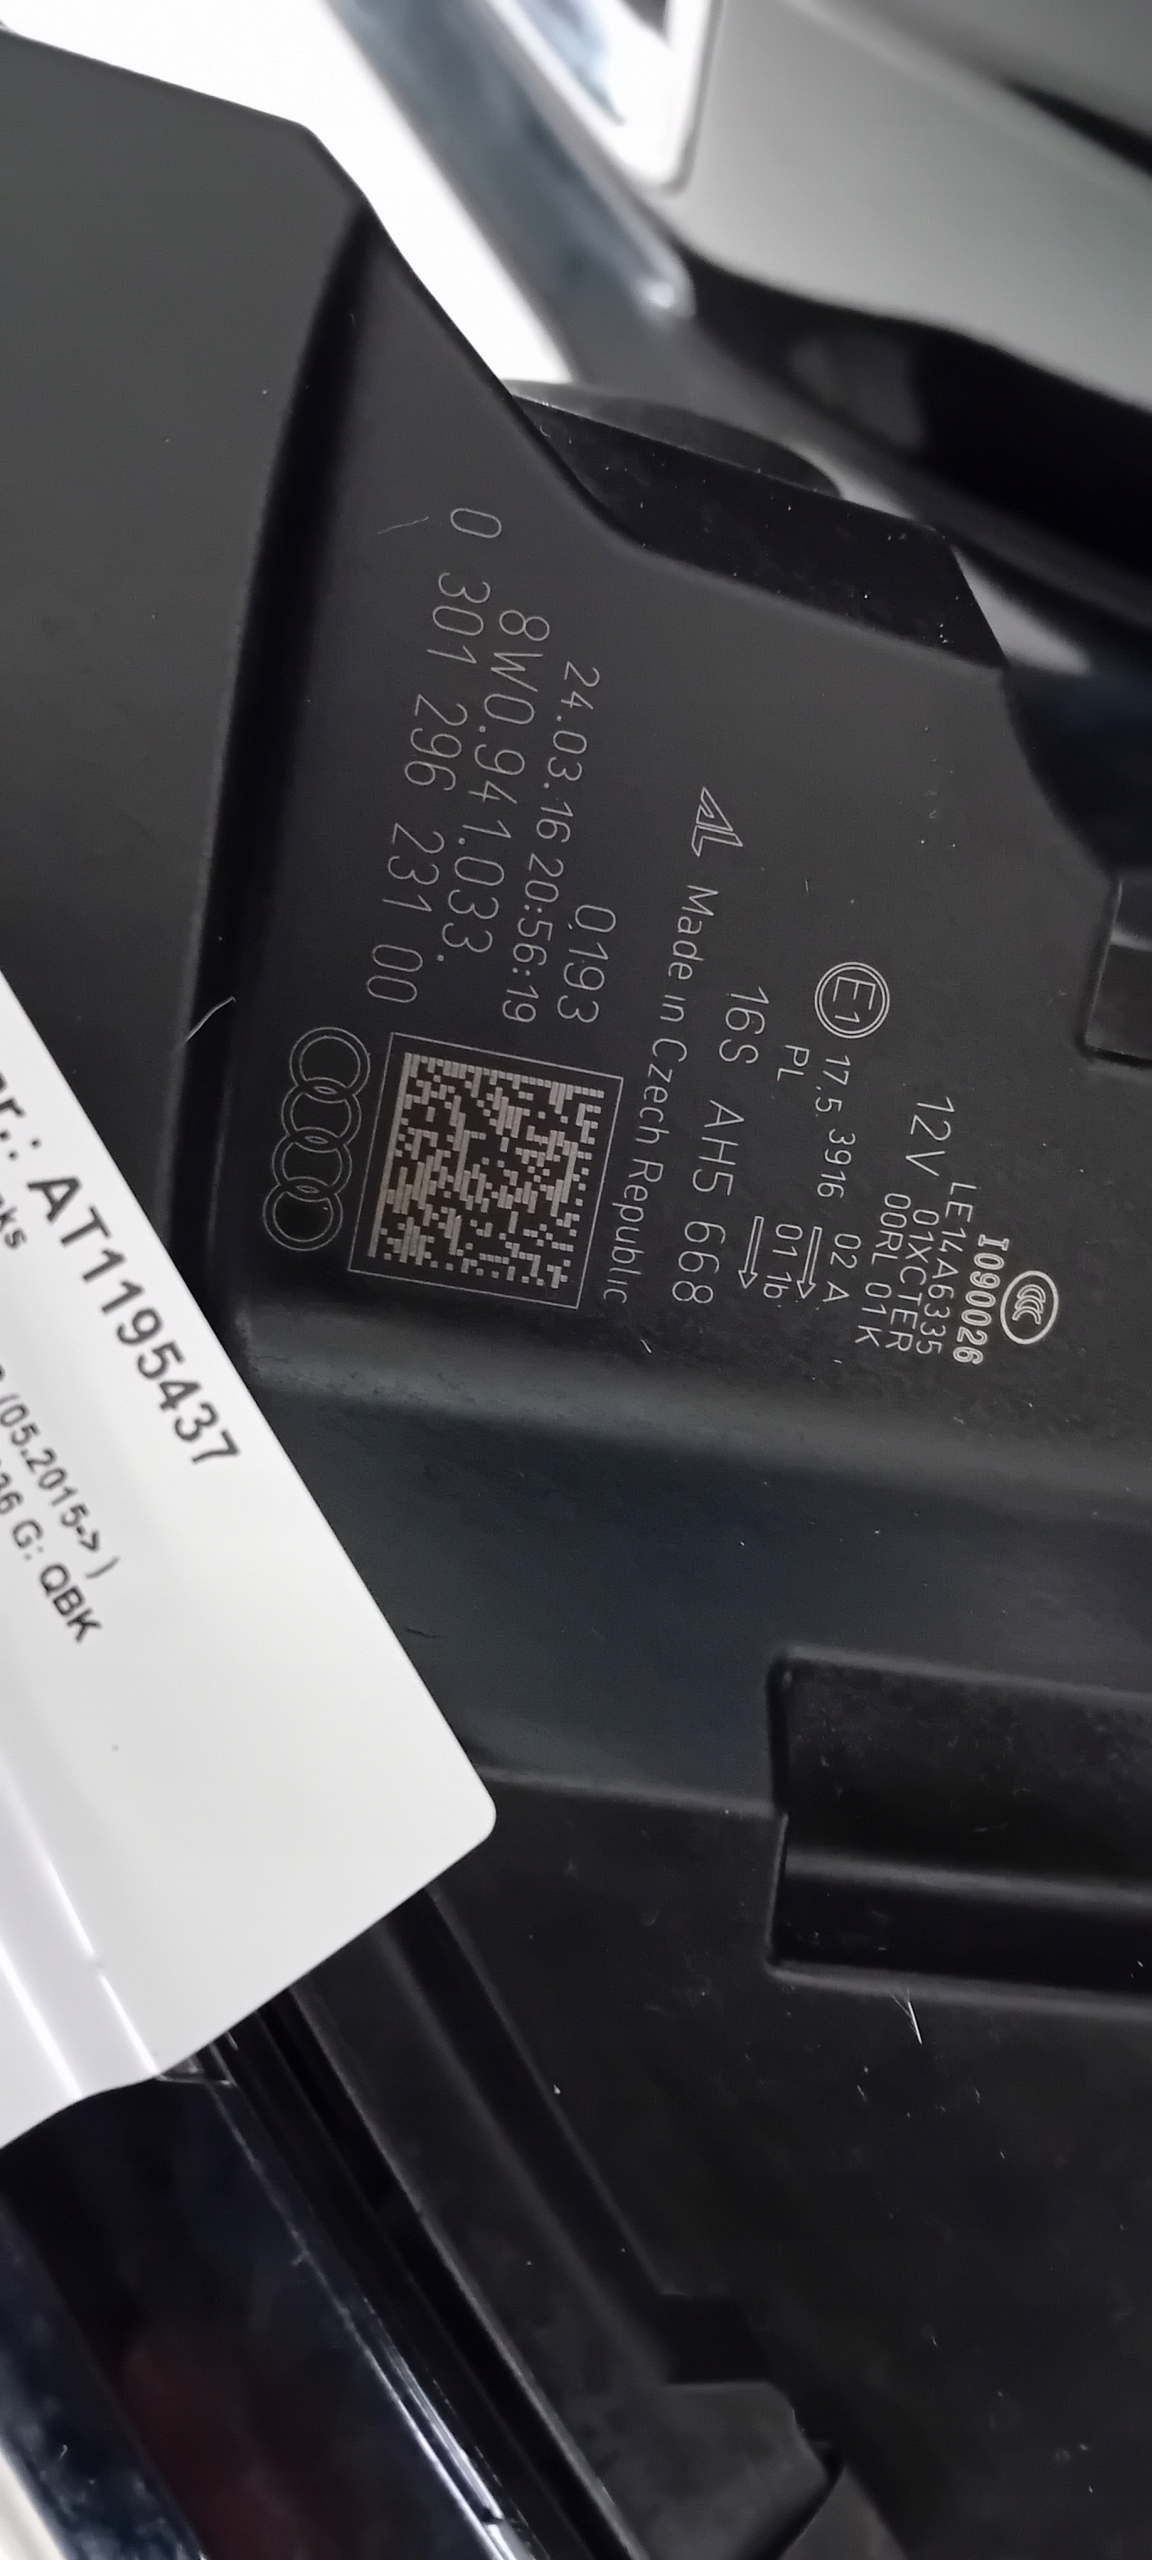 I090026
LE14A6335
01XCTER
12V 00RL 01K
E1 17.5 3916 02 A
PL 01 1b
16S AH5 668
AL Made in Czech Republic
0193
24.03.16 20:56:19
8W0.941.033.
0 301 296 231 00
r.: AT1195437
(05.2015-> )
G: QBK